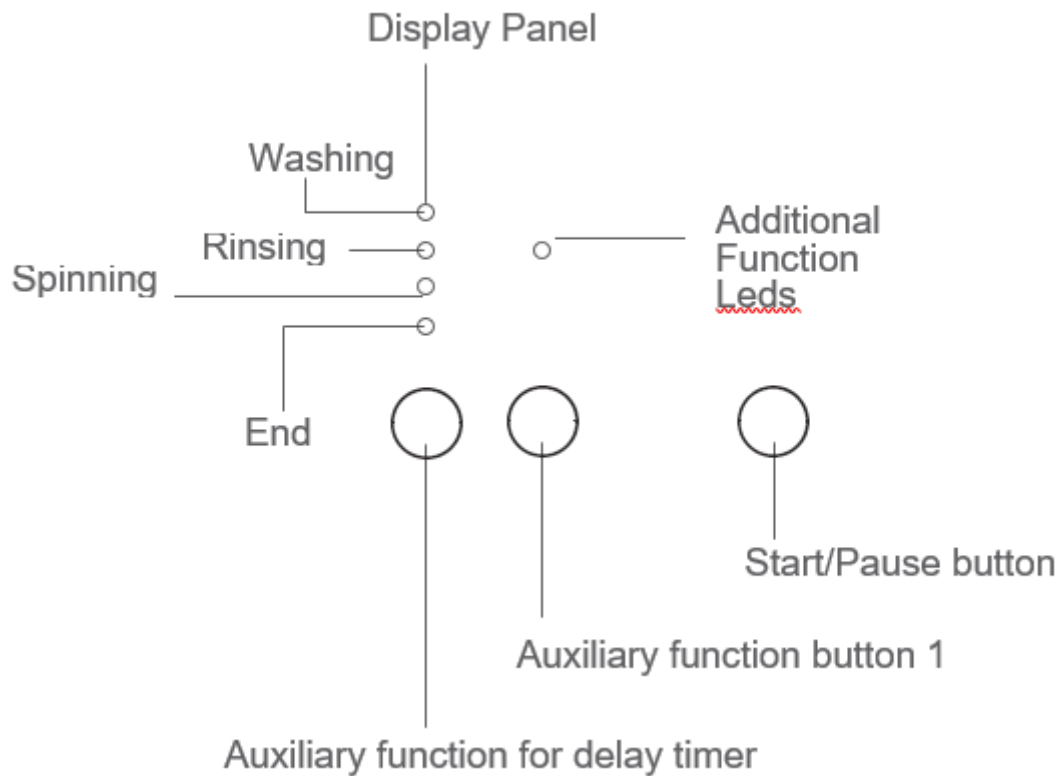 Display Panel
Washing
Rinsing
Spinning
End
Additional
Function
Leds
Start/Pause button
Auxiliary function button 1
Auxiliary function for delay timer